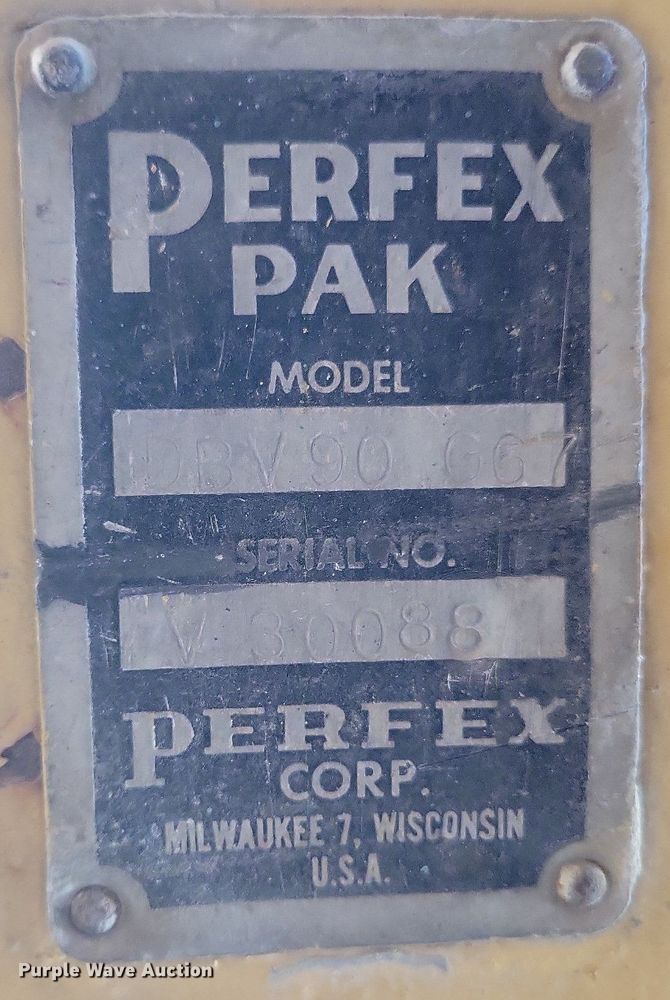 PERFEX
PAK
MODEL
DBV90 G67
SERIAL NO.
V 30088
PERFEX
CORP.
MILWAUKEE 7, WISCONSIN
U.S.A.
Purple Wave Auction